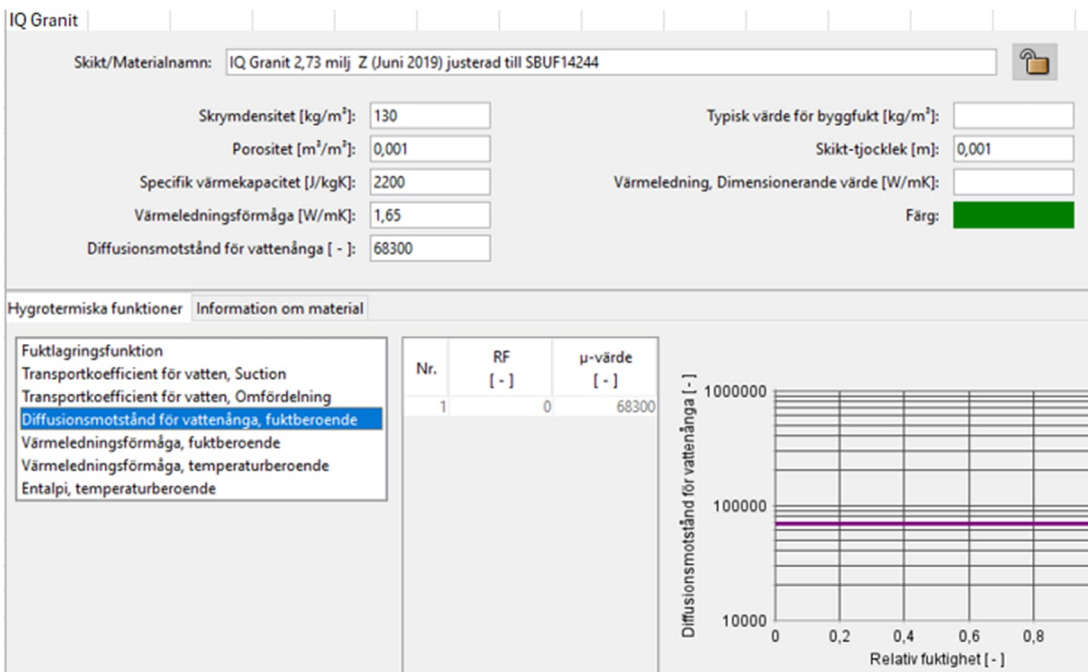 IQ Granit
Skikt/Materialnamn: IQ Granit 2,73 milj Z (Juni 2019) justerad till SBUF14244
Skrymdensitet [kg/m³]: 130
Porositet [m³/m³]: 0,001
Specifik värmekapacitet [J/kgK]: 2200
Värmeledningsförmåga [W/mK]: 1,65
Diffusionsmotstånd för vattenånga [ - ]: 68300
Typisk värde för byggfukt [kg/m³]:
Skikt-tjocklek [m]: 0,001
Värmeledning, Dimensionerande värde [W/mK]:
Färg:
Hygrotermiska funktioner Information om material
Fuktlagringsfunktion
Transportkoefficient för vatten, Suction
Transportkoefficient för vatten, Omfördelning
Diffusionsmotstånd för vattenånga, fuktberoende
Värmeledningsförmåga, fuktberoende
Värmeledningsförmåga, temperaturberoende
Entalpi, temperaturberoende
Nr. RF [ - ] µ-värde [ - ]
1 0 68300
Diffusionsmotstånd för vattenånga [ - ]
1000000
100000
10000
0 0,2 0,4 0,6 0,8
Relativ fuktighet [ - ]